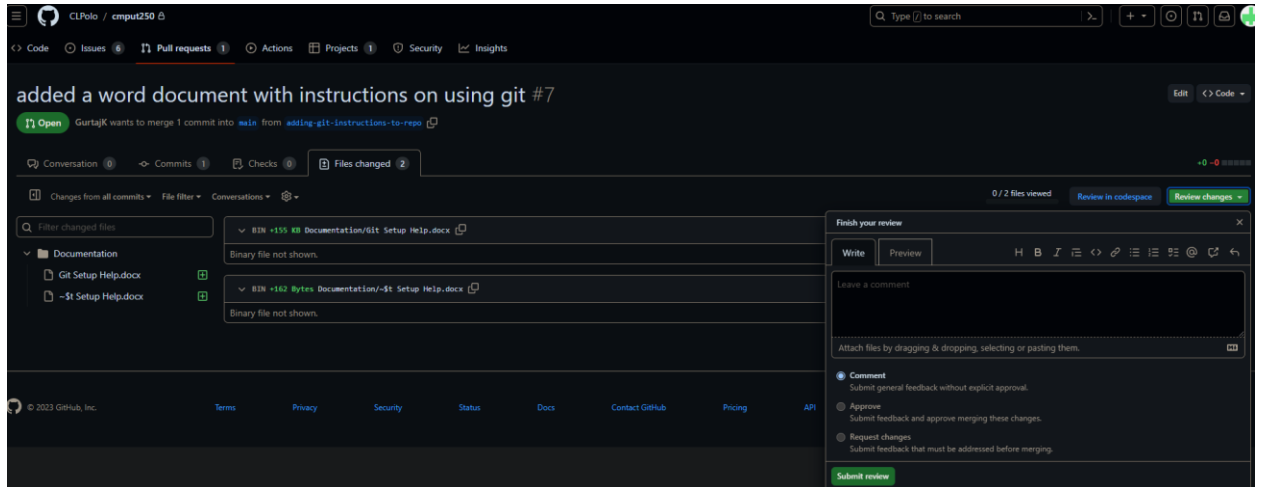 CLPolo / cmput250
Type / to search
<> Code Issues 6 Pull requests 1 Actions Projects 1 Security Insights
added a word document with instructions on using git #7
Edit <> Code
Open GurtajK wants to merge 1 commit into main from adding-git-instructions-to-repo
Conversation 0 Commits 1 Checks 0 Files changed 2
+0 −0
Changes from all commits File filter Conversations
0 / 2 files viewed Review in codespace Review changes
Filter changed files
Documentation
Git Setup Help.docx
~$t Setup Help.docx
BIN +155 KB Documentation/Git Setup Help.docx
Binary file not shown.
BIN +162 Bytes Documentation/~$t Setup Help.docx
Binary file not shown.
Finish your review
Write Preview
H B I
Leave a comment
Attach files by dragging & dropping, selecting or pasting them.
Comment
Submit general feedback without explicit approval.
Approve
Submit feedback and approve merging these changes.
Request changes
Submit feedback that must be addressed before merging.
Submit review
© 2023 GitHub, Inc. Terms Privacy Security Status Docs Contact GitHub Pricing API